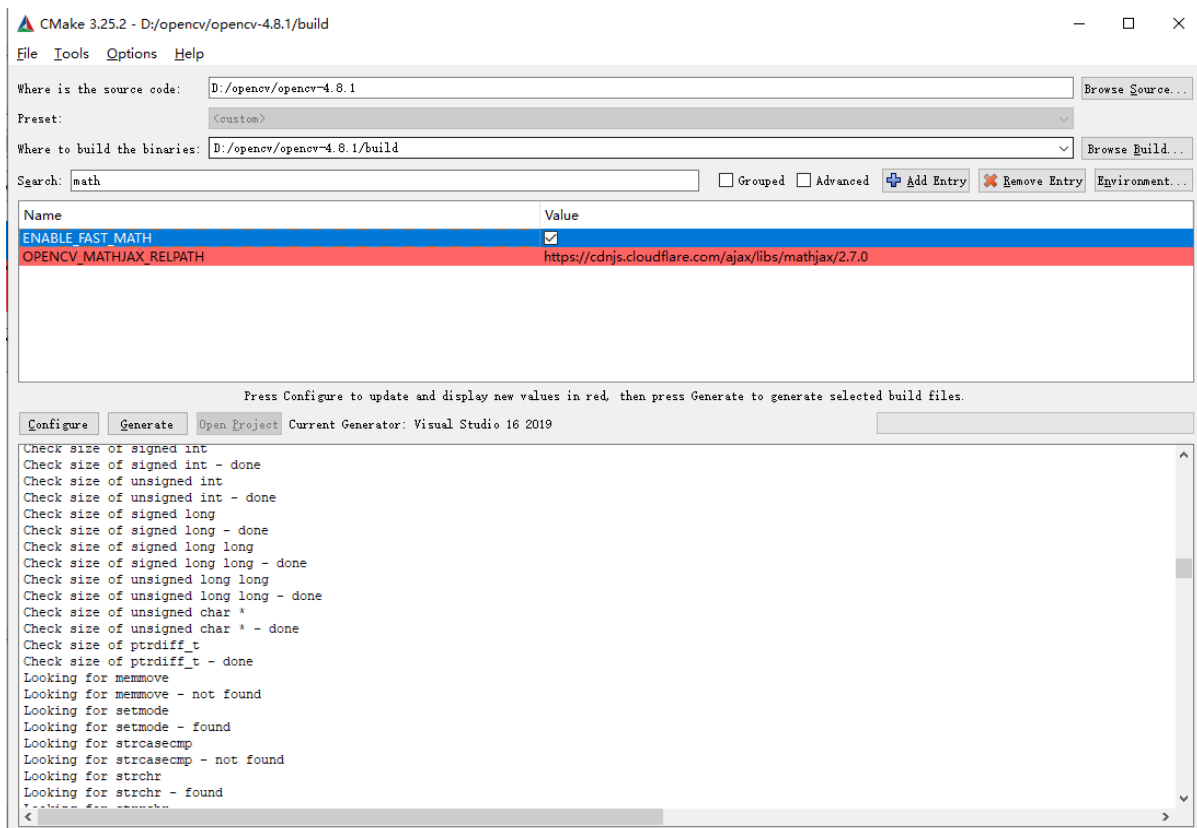 CMake 3.25.2 - D:/opencv/opencv-4.8.1/build
File Tools Options Help
Where is the source code: D:/opencv/opencv-4.8.1 Browse Source...
Preset: <custom>
Where to build the binaries: D:/opencv/opencv-4.8.1/build Browse Build...
Search: math Grouped Advanced Add Entry Remove Entry Environment...
Name Value
ENABLE_FAST_MATH
OPENCV_MATHJAX_RELPATH https://cdnjs.cloudflare.com/ajax/libs/mathjax/2.7.0
Press Configure to update and display new values in red, then press Generate to generate selected build files.
Configure Generate Open Project Current Generator: Visual Studio 16 2019
Check size of signed int
Check size of signed int - done
Check size of unsigned int
Check size of unsigned int - done
Check size of signed long
Check size of signed long - done
Check size of signed long long
Check size of signed long long - done
Check size of unsigned long long
Check size of unsigned long long - done
Check size of unsigned char *
Check size of unsigned char * - done
Check size of ptrdiff_t
Check size of ptrdiff_t - done
Looking for memmove
Looking for memmove - not found
Looking for setmode
Looking for setmode - found
Looking for strcasecmp
Looking for strcasecmp - not found
Looking for strchr
Looking for strchr - found